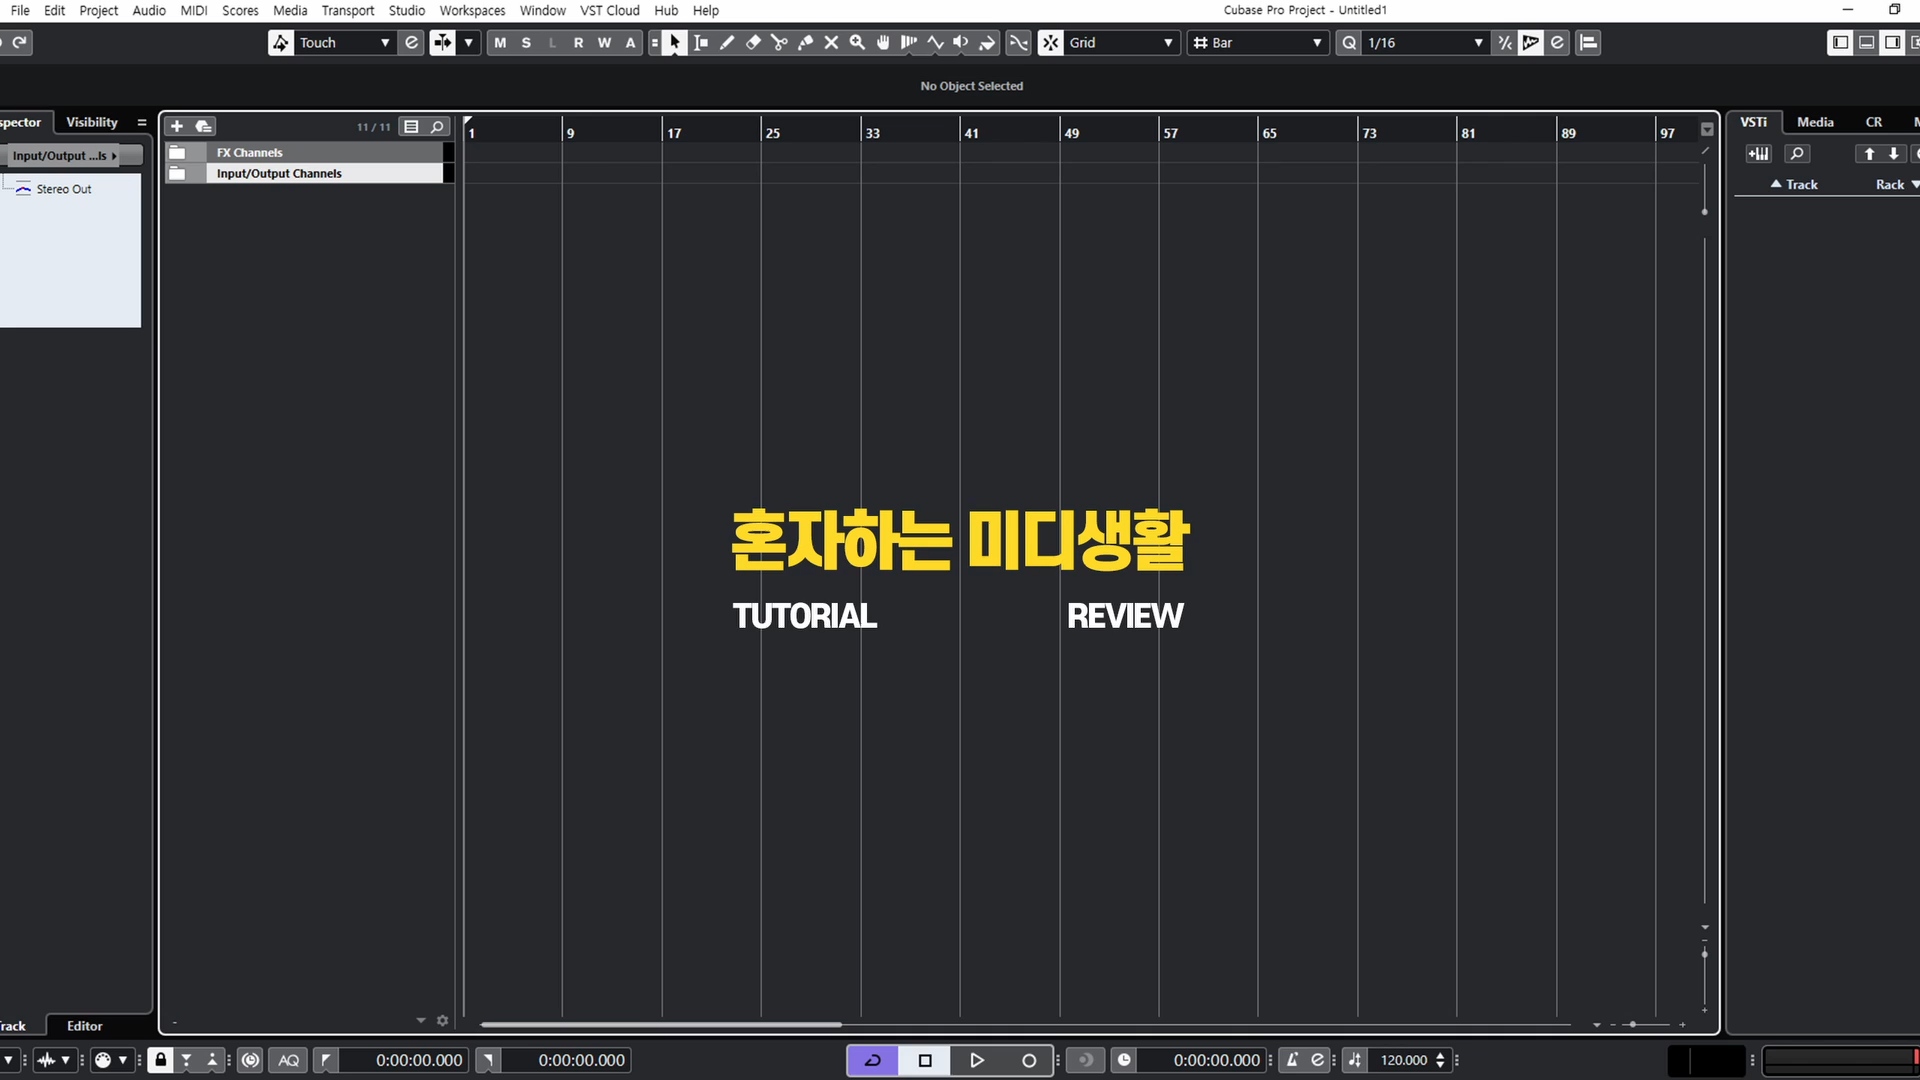 File Edit Project Audio MIDI Scores Media Transport Studio Workspaces Window VST Cloud Hub Help
Cubase Pro Project - Untitled1
Touch
M S L R W A
Grid
Bar
Q 1/16
No Object Selected
spector Visibility
Input/Output ...ls
Stereo Out
11 / 11
FX Channels
Input/Output Channels
1 9 17 25 33 41 49 57 65 73 81 89 97
VSTi Media CR M
Track Rack
혼자하는 미디생활
TUTORIAL REVIEW
rack Editor
AQ
0:00:00.000
0:00:00.000
0:00:00.000
120.000